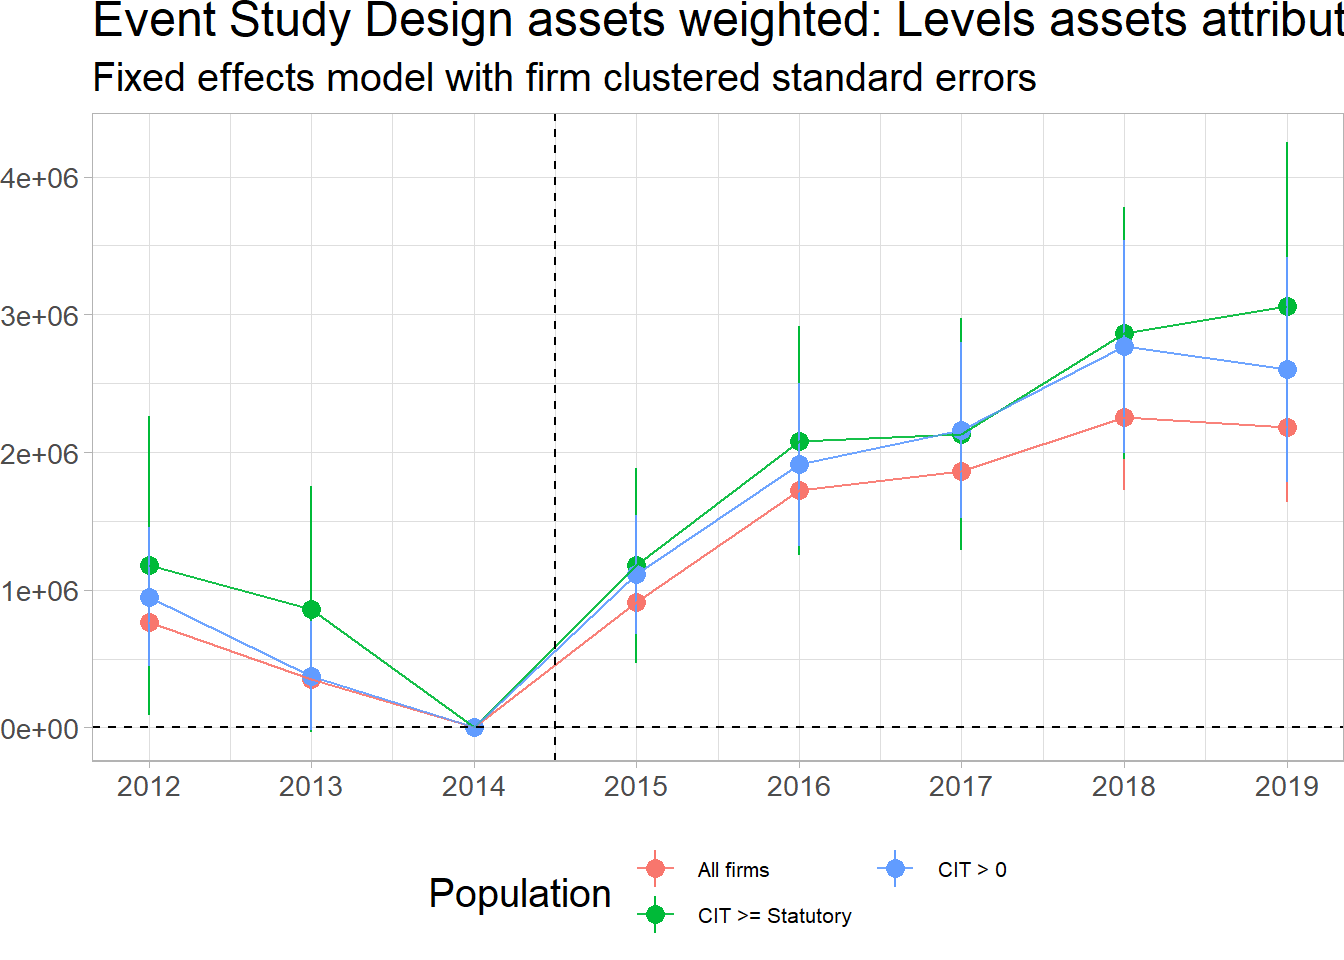 Event Study Design assets weighted: Levels assets attribut
Fixed effects model with firm clustered standard errors
4e+06
3e+06
2e+06
1e+06
0e+00
2012 2013 2014 2015 2016 2017 2018 2019
Population
All firms
CIT > 0
CIT >= Statutory